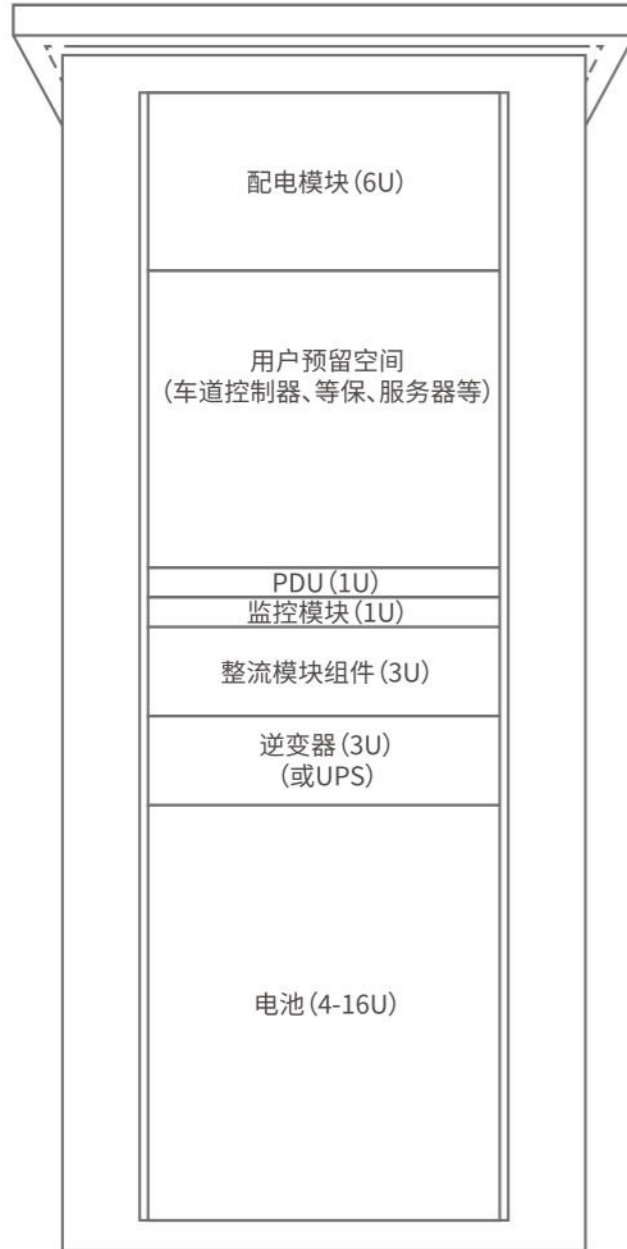 配电模块(6U)
用户预留空间
(车道控制器、等保、服务器等)
PDU(1U)
监控模块(1U)
整流模块组件(3U)
逆变器(3U)
(或UPS)
电池(4-16U)